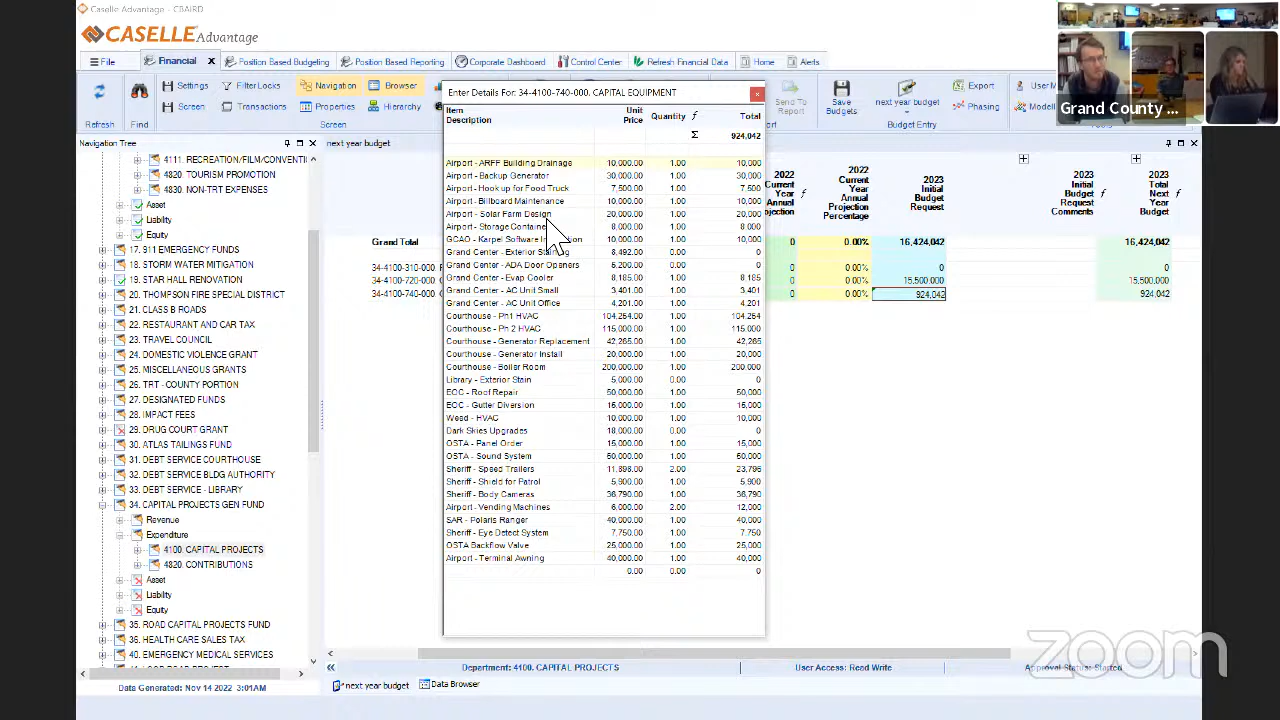 Caselle Advantage - CBAIRD
CASELLE Advantage
File
Financial
Position Based Budgeting
Position Based Reporting
Corporate Dashboard
Control Center
Refresh Financial Data
Home
Alerts
Refresh
Find
Settings
Screen
Filter Locks
Transactions
Navigation
Properties
Browser
Hierarchy
Screen
Send To Report
Save Budgets
next year budget
Budget Entry
Export
Phasing
Grand County ...
Navigation Tree
next year budget
4111. RECREATION/FILM/CONVENTI
4820. TOURISM PROMOTION
4830. NON-TRT EXPENSES
Asset
Liability
Equity
17. 911 EMERGENCY FUNDS
18. STORM WATER MITIGATION
19. STAR HALL RENOVATION
20. THOMPSON FIRE SPECIAL DISTRICT
21. CLASS B ROADS
22. RESTAURANT AND CAR TAX
23. TRAVEL COUNCIL
24. DOMESTIC VIOLENCE GRANT
25. MISCELLANEOUS GRANTS
26. TRT - COUNTY PORTION
27. DESIGNATED FUNDS
28. IMPACT FEES
29. DRUG COURT GRANT
30. ATLAS TAILINGS FUND
31. DEBT SERVICE COURTHOUSE
32. DEBT SERVICE BLDG AUTHORITY
33. DEBT SERVICE - LIBRARY
34. CAPITAL PROJECTS GEN FUND
Revenue
Expenditure
4100. CAPITAL PROJECTS
4820. CONTRIBUTIONS
Asset
Liability
Equity
35. ROAD CAPITAL PROJECTS FUND
36. HEALTH CARE SALES TAX
40. EMERGENCY MEDICAL SERVICES
Data Generated: Nov 14 2022 3:01AM
Enter Details For: 34-4100-740-000. CAPITAL EQUIPMENT
Item Description Unit Price Quantity ƒ Total
Σ 924,042
Airport - ARFF Building Drainage 10,000.00 1.00 10,000
Airport - Backup Generator 30,000.00 1.00 30,000
Airport - Hook up for Food Truck 7,500.00 1.00 7,500
Airport - Billboard Maintenance 10,000.00 1.00 10,000
Airport - Solar Farm Design 20,000.00 1.00 20,000
Airport - Storage Container 8,000.00 1.00 8,000
GCAO - Karpel Software 10,000.00 1.00 10,000
Grand Center - Exterior 8,492.00 0.00 0
Grand Center - ADA Door Openers 5,200.00 0.00 0
Grand Center - Evap Cooler 8,185.00 1.00 8,185
Grand Center - AC Unit Small 3,401.00 1.00 3,401
Grand Center - AC Unit Office 4,201.00 1.00 4,201
Courthouse - Ph1 HVAC 104,264.00 1.00 104,264
Courthouse - Ph 2 HVAC 115,000.00 1.00 115,000
Courthouse - Generator Replacement 42,265.00 1.00 42,265
Courthouse - Generator Install 20,000.00 1.00 20,000
Courthouse - Boiler Room 200,000.00 1.00 200,000
Library - Exterior Stain 5,000.00 0.00 0
EOC - Roof Repair 50,000.00 1.00 50,000
EOC - Gutter Diversion 15,000.00 1.00 15,000
Weed - HVAC 10,000.00 1.00 10,000
Dark Skies Upgrades 18,000.00 0.00 0
OSTA - Panel Order 15,000.00 1.00 15,000
OSTA - Sound System 50,000.00 1.00 50,000
Sheriff - Speed Trailers 11,898.00 2.00 23,796
Sheriff - Shield for Patrol 5,900.00 1.00 5,900
Sheriff - Body Cameras 36,790.00 1.00 36,790
Airport - Vending Machines 6,000.00 2.00 12,000
SAR - Polaris Ranger 40,000.00 1.00 40,000
Sheriff - Eye Detect System 7,750.00 1.00 7,750
OSTA Backflow Valve 25,000.00 1.00 25,000
Airport - Terminal Awning 40,000.00 1.00 40,000
0.00 0.00 0
2022 Current Year Annual Projection
ƒ
2022 Current Year Annual Projection Percentage
2023 Initial Budget Request
2023 Initial Budget Request Comments
ƒ
2023 Total Next Year Budget
ƒ
Grand Total 0 0.00% 16,424,042 16,424,042
34-4100-310-000. 0 0.00% 0 0
34-4100-720-000. 0 0.00% 15,500,000 15,500,000
34-4100-740-000. 0 0.00% 924,042 924,042
Department: 4100. CAPITAL PROJECTS
User Access: Read Write
Approval Status: Started
next year budget
Data Browser
zoom